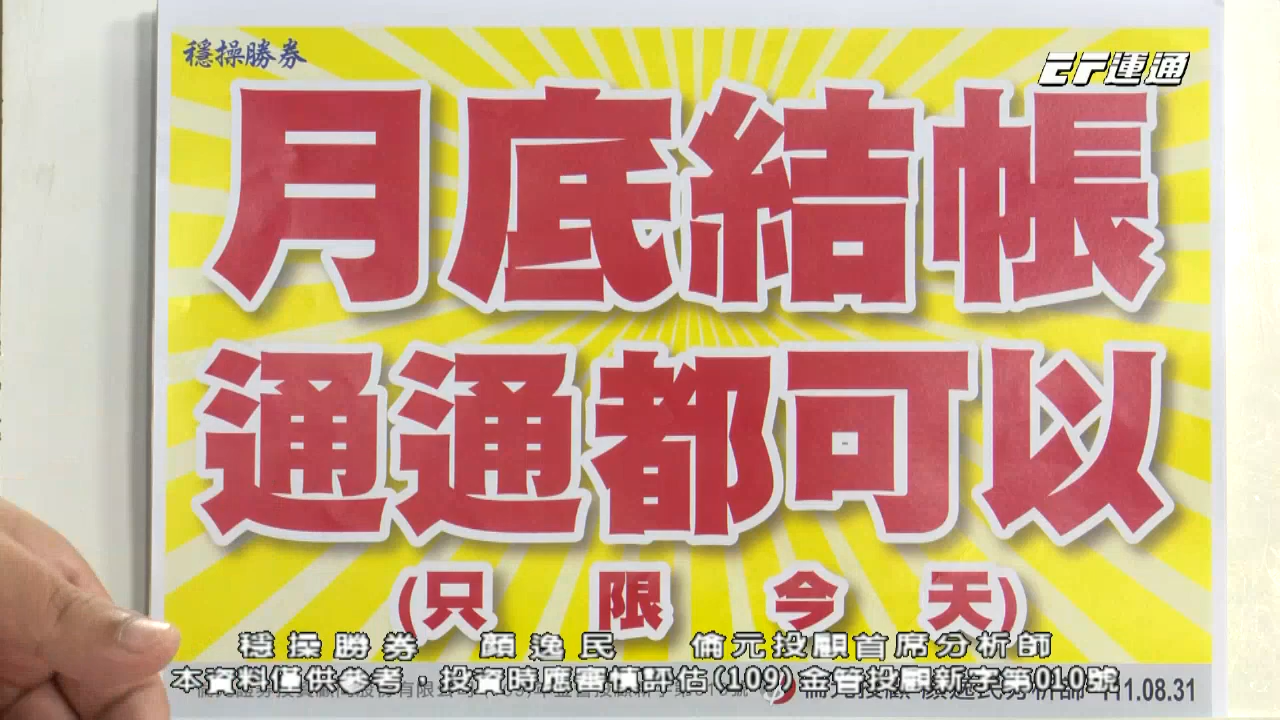 穩操勝券
EF運通
月底結帳
通通都可以
(只限今天)
穩操勝券 顏逸民 倫元投顧首席分析師
本資料僅供參考，投資時應審慎評估(109)金管投顧新字第010號
111.08.31